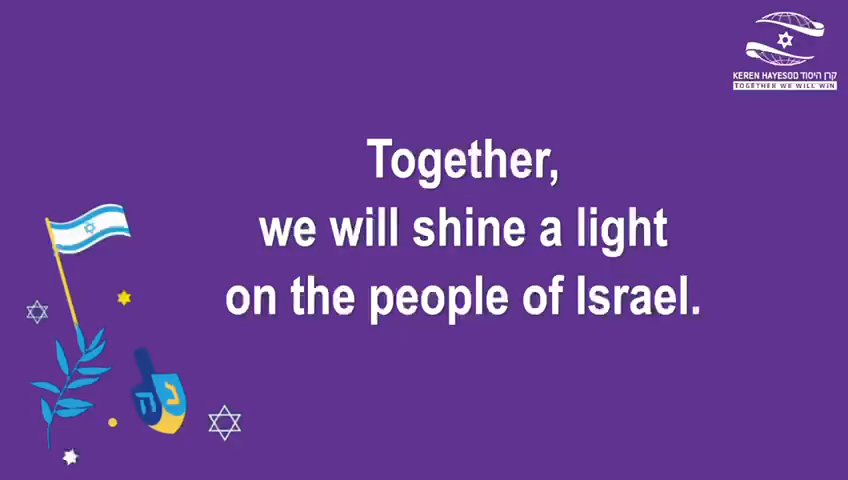 KEREN HAYESOD קרן היסוד
TOGETHER WE WILL WIN
Together,
we will shine a light
on the people of Israel.
ה נ